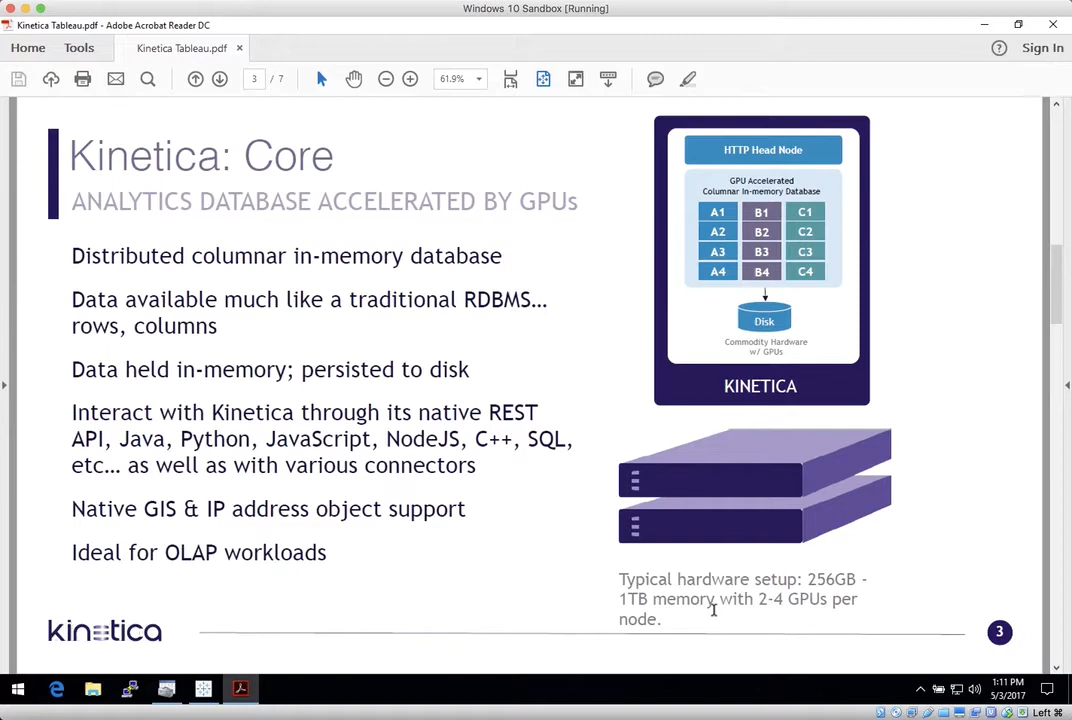 Windows 10 Sandbox [Running]
Kinetica Tableau.pdf - Adobe Acrobat Reader DC
Home Tools Kinetica Tableau.pdf × Sign In
3 / 7 61.9%
Kinetica: Core
ANALYTICS DATABASE ACCELERATED BY GPUs
Distributed columnar in-memory database
Data available much like a traditional RDBMS…
rows, columns
Data held in-memory; persisted to disk
Interact with Kinetica through its native REST
API, Java, Python, JavaScript, NodeJS, C++, SQL,
etc… as well as with various connectors
Native GIS & IP address object support
Ideal for OLAP workloads
HTTP Head Node
GPU Accelerated
Columnar In-memory Database
A1 B1 C1
A2 B2 C2
A3 B3 C3
A4 B4 C4
Disk
Commodity Hardware
w/ GPUs
KINETICA
Typical hardware setup: 256GB -
1TB memory with 2-4 GPUs per
node.
kinetica
3
1:11 PM
5/3/2017
Left ⌘